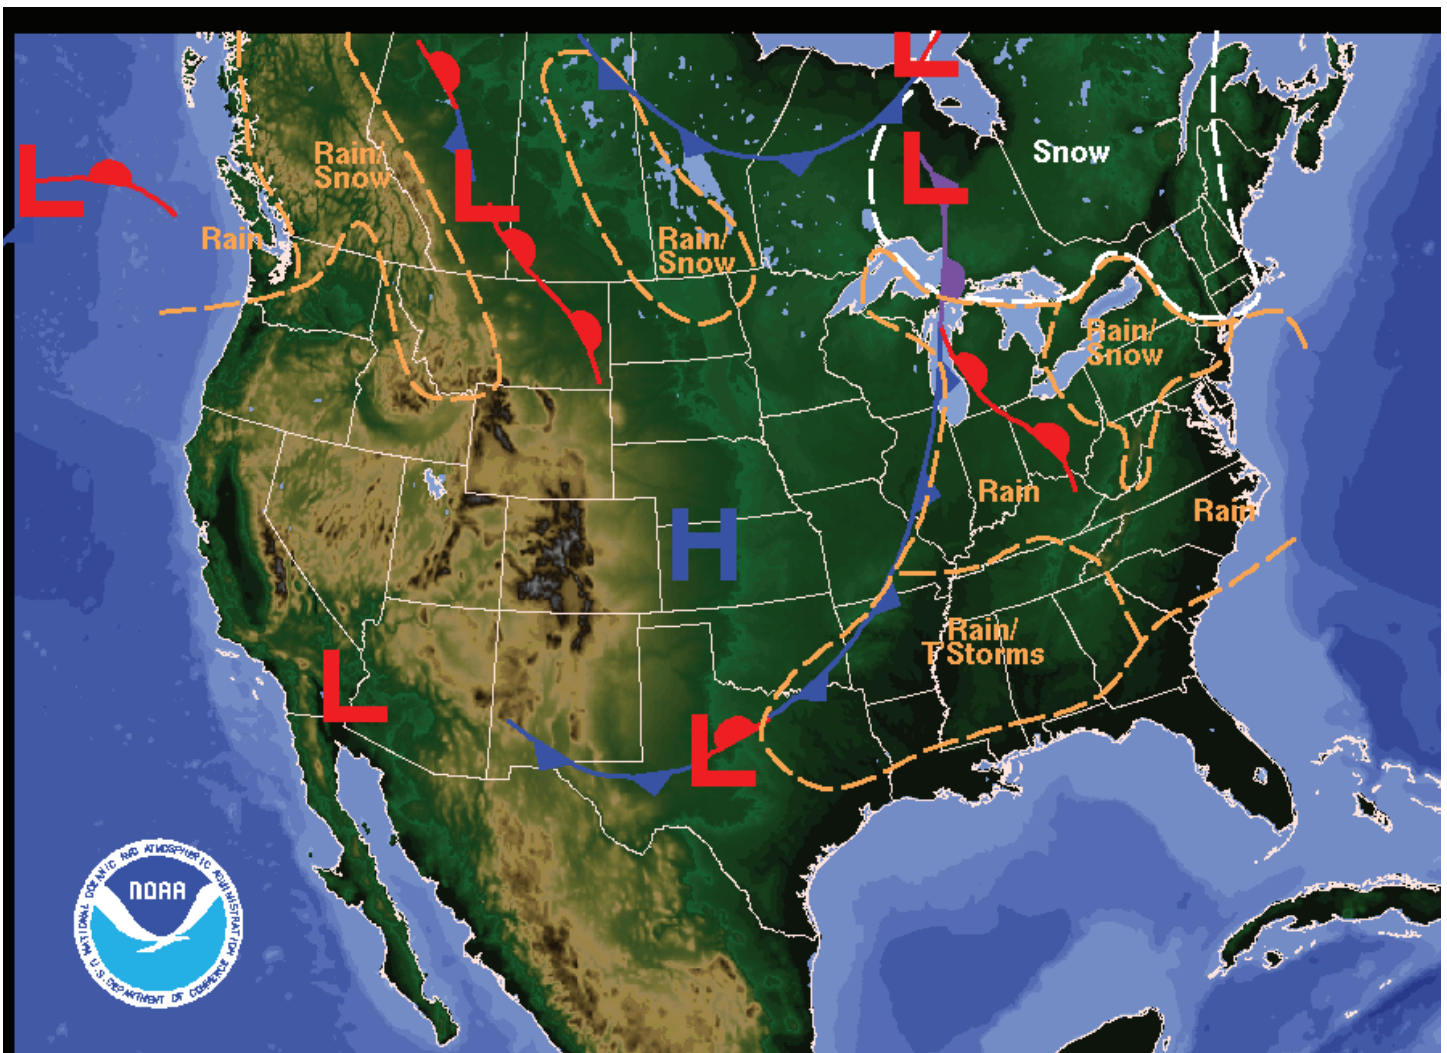 L
L
L
Snow
Rain/
Snow
L
L
Rain
Rain/
Snow
Rain/
Snow
Rain
Rain
H
Rain/
T Storms
L
L
NOAA
NATIONAL OCEANIC AND ATMOSPHERIC ADMINISTRATION
U.S. DEPARTMENT OF COMMERCE